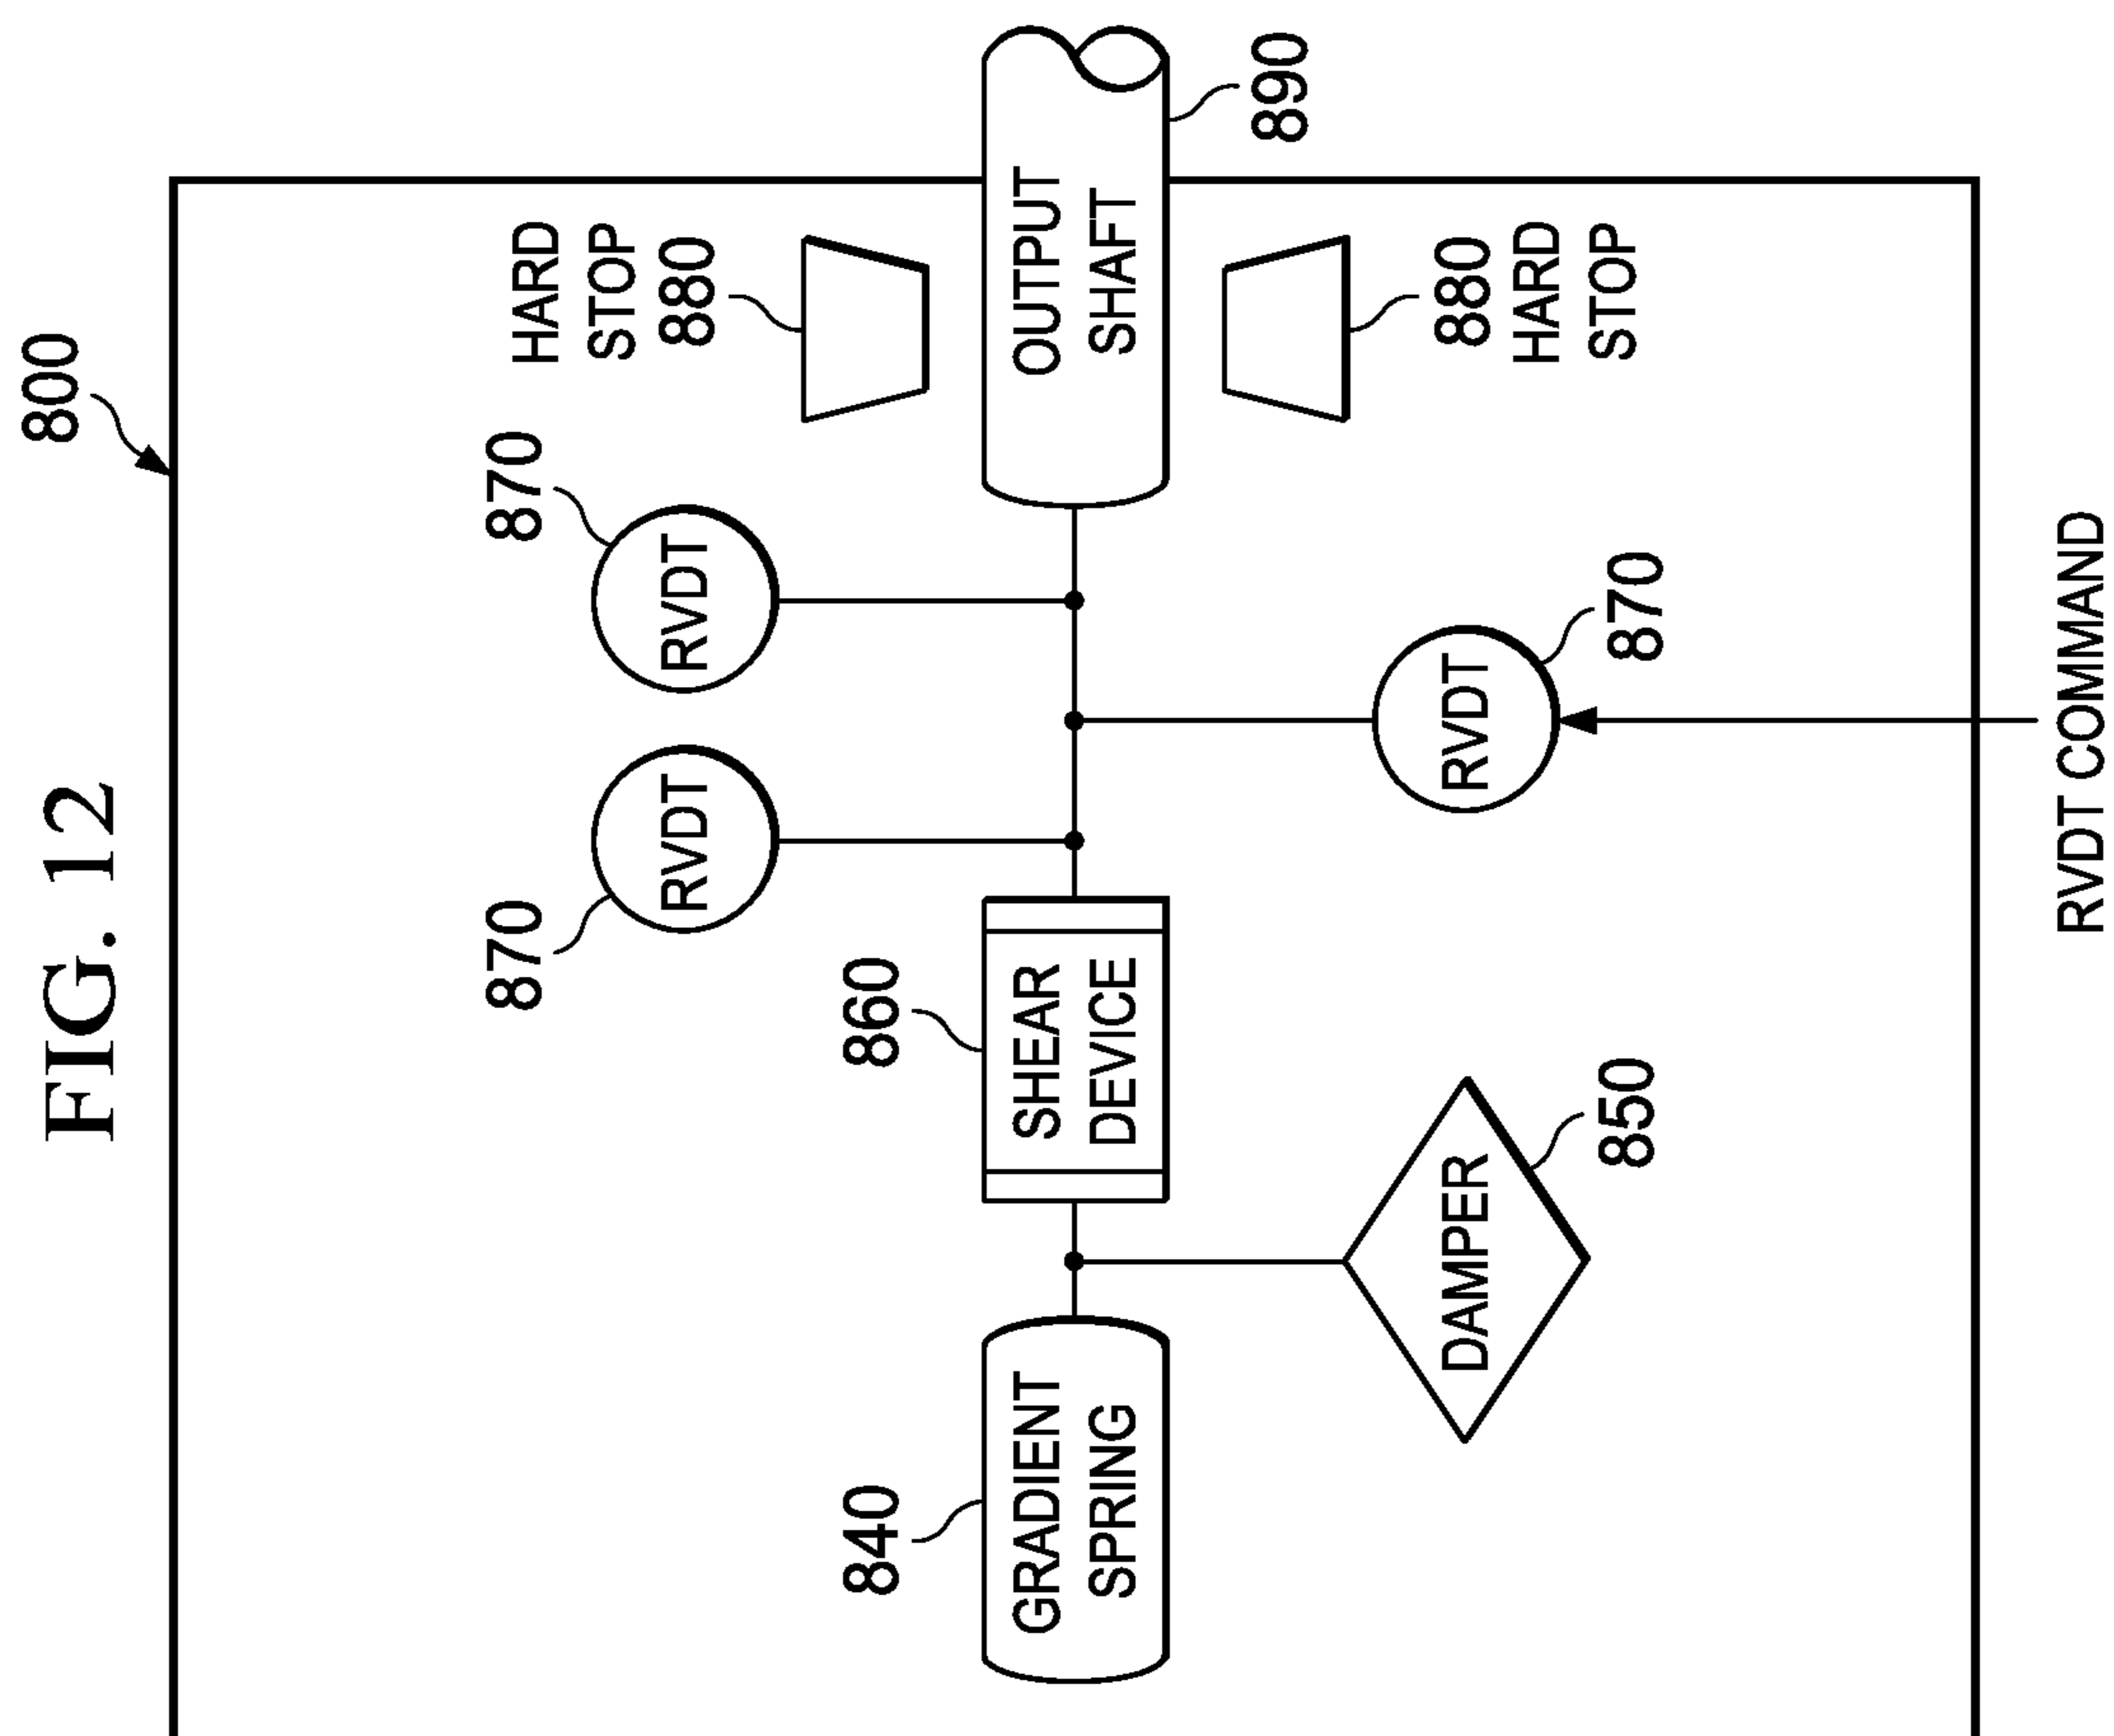 FIG. 12
800
HARD
STOP
880
870
RVDT
870
RVDT
860
SHEAR
DEVICE
840
GRADIENT
SPRING
OUTPUT
SHAFT
890
880
HARD
STOP
870
RVDT
850
DAMPER
RVDT COMMAND